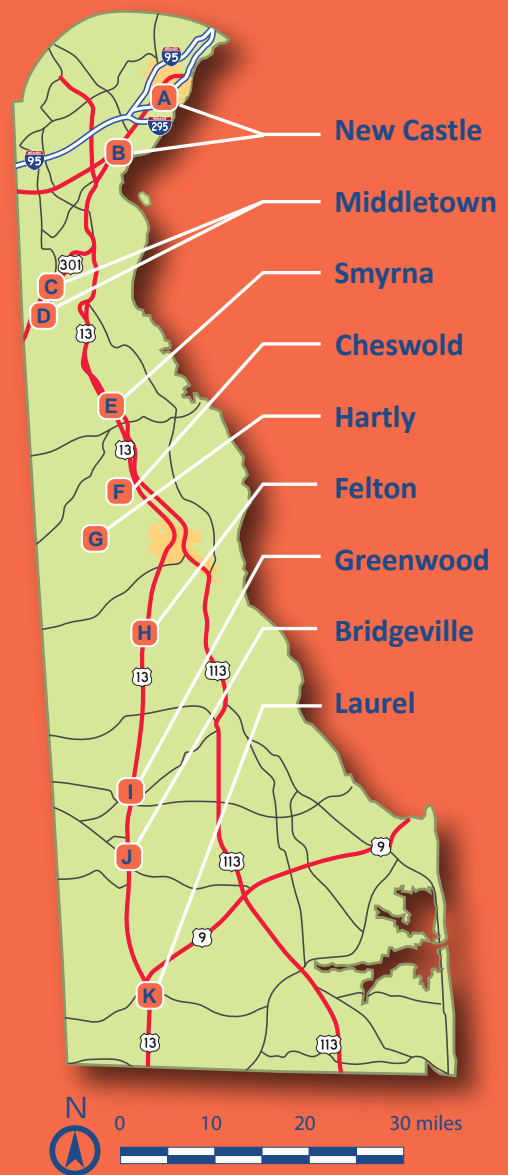 95
A
295
New Castle
B
95
Middletown
301
C
Smyrna
D
13
Cheswold
E
Hartly
13
F
Felton
G
Greenwood
H
Bridgeville
113
13
Laurel
I
9
J
113
9
K
13
113
N
0 10 20 30 miles